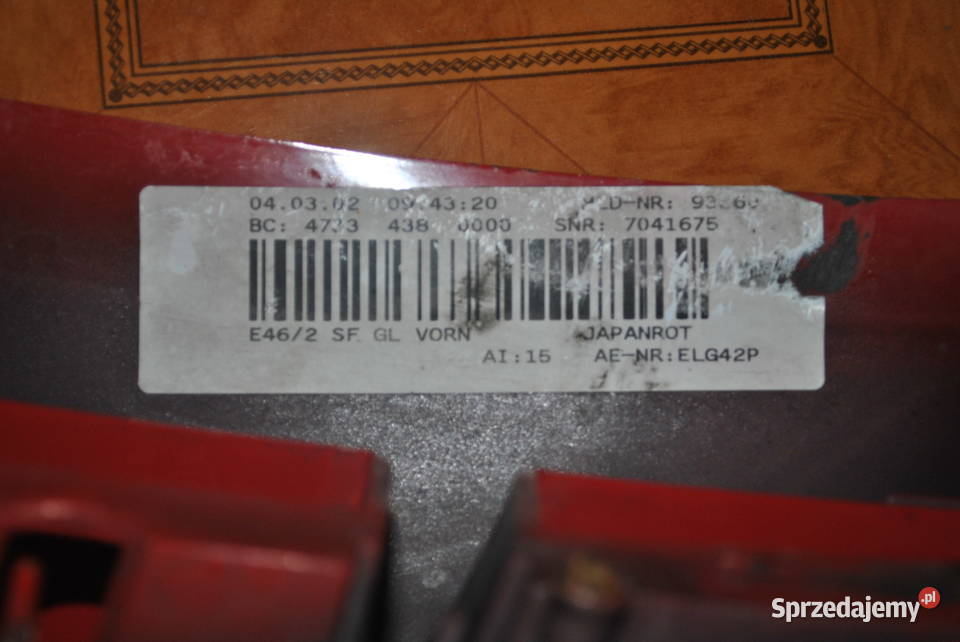 04.03.02 09:43:20
BC: 4733 438 0000 SNR: 7041675
E46/2 SF GL VORN JAPANROT
AI:15 AE-NR:ELG42P
Sprzedajemy.pl